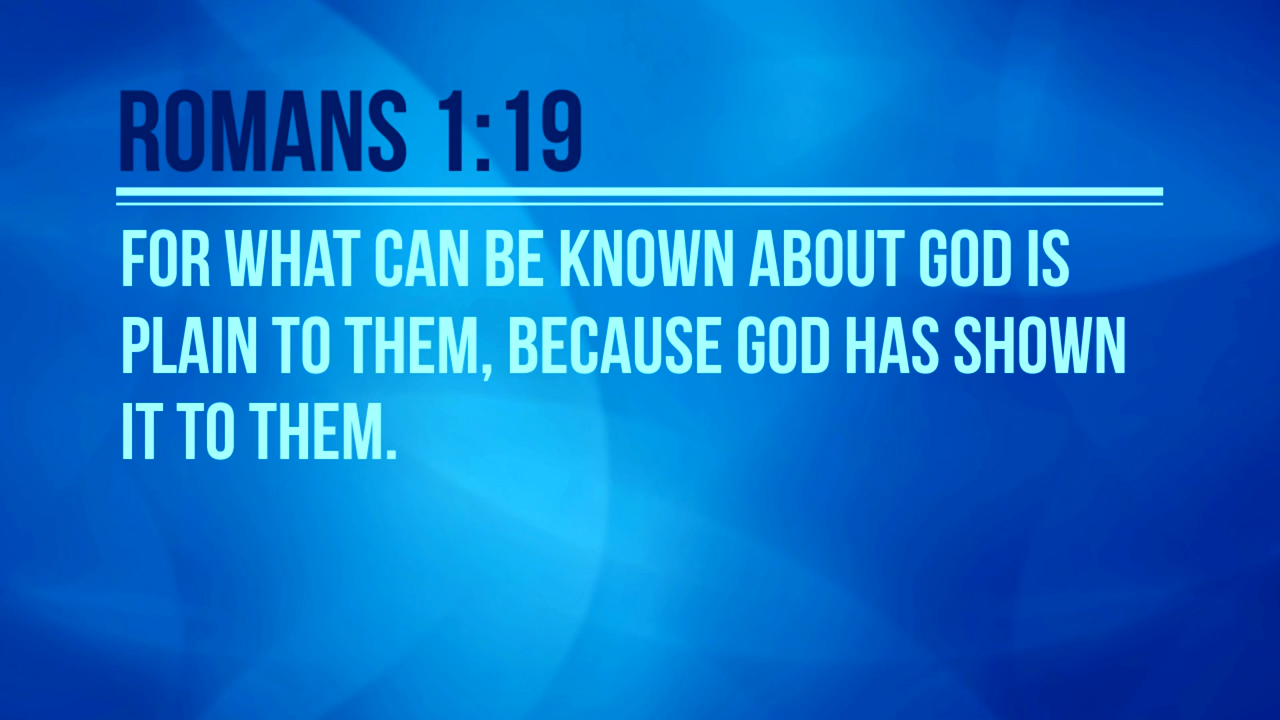 ROMANS 1:19
FOR WHAT CAN BE KNOWN ABOUT GOD IS
PLAIN TO THEM, BECAUSE GOD HAS SHOWN
IT TO THEM.